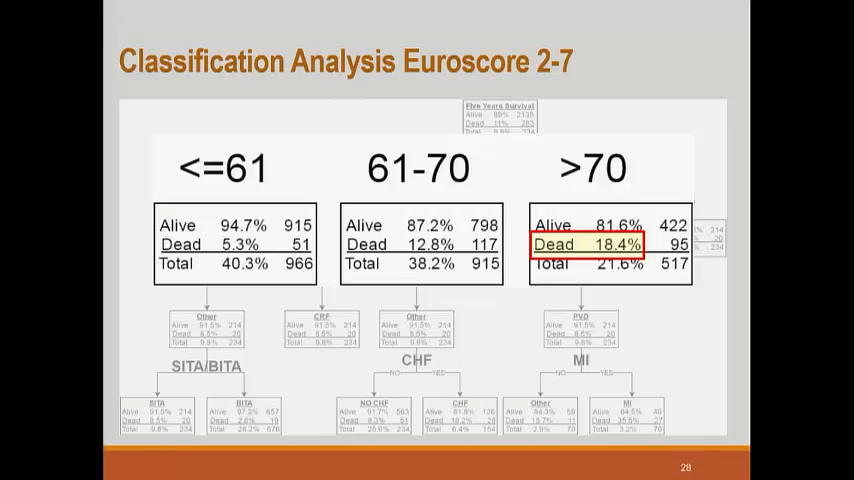 Classification Analysis Euroscore 2-7
Five Years Survival
Alive 89% 2135
Dead 11% 263
<=61 61-70 >70
Alive 94.7% 915
Dead 5.3% 51
Total 40.3% 966
Alive 87.2% 798
Dead 12.8% 117
Total 38.2% 915
Alive 81.6% 422
Dead 18.4% 95
Total 21.6% 517
214
20
234
Other
Alive 91.5% 214
Dead 8.5% 20
Total 9.8% 234
CRF
Alive 91.5% 214
Dead 8.5% 20
Total 9.8% 234
Other
Alive 91.5% 214
Dead 8.5% 20
Total 9.8% 234
PVD
Alive 91.5% 214
Dead 8.5% 20
Total 9.8% 234
SITA/BITA
CHF
MI
NO YES
NO YES
SITA
Alive 91.5% 214
Dead 8.5% 20
Total 9.8% 234
BITA
Alive 97.2% 657
Dead 2.8% 19
Total 28.2% 676
NO CHF
Alive 91.7% 563
Dead 8.3% 51
Total 234
CHF
Alive 81.8% 126
Dead 18.2% 28
Total 6.4% 154
Other
Alive 84.3% 59
Dead 15.7% 11
Total 2.9% 70
MI
Alive 64.5% 49
Dead 35.5% 27
Total 3.2% 76
28